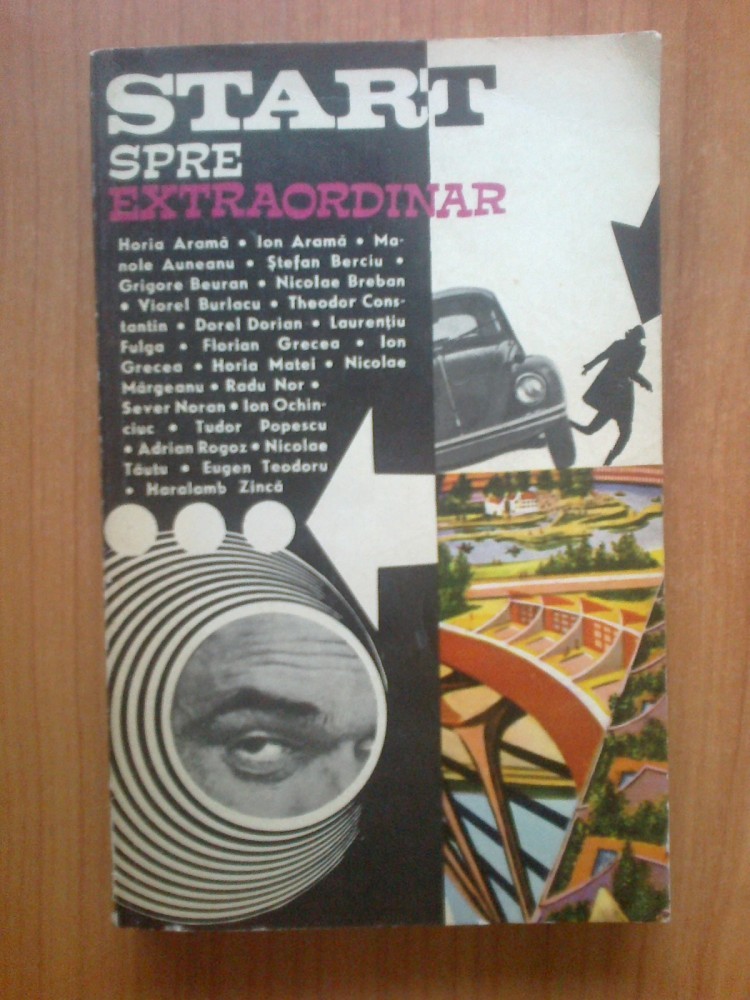 START
SPRE
EXTRAORDINAR
Horia Aramă • Ion Aramă • Ma-
nole Auneanu • Ștefan Berciu •
Grigore Beuran • Nicolae Breban
• Viorel Burlacu • Theodor Cons-
tantin • Dorel Dorian • Laurențiu
Fulga • Florian Grecea • Ion
Grecea • Horia Matei • Nicolae
Mărgeanu • Radu Nor •
Sever Noran • Ion Ochin-
ciuc • Tudor Popescu
• Adrian Rogoz • Nicolae
Tăutu • Eugen Teodoru
• Haralamb Zincă